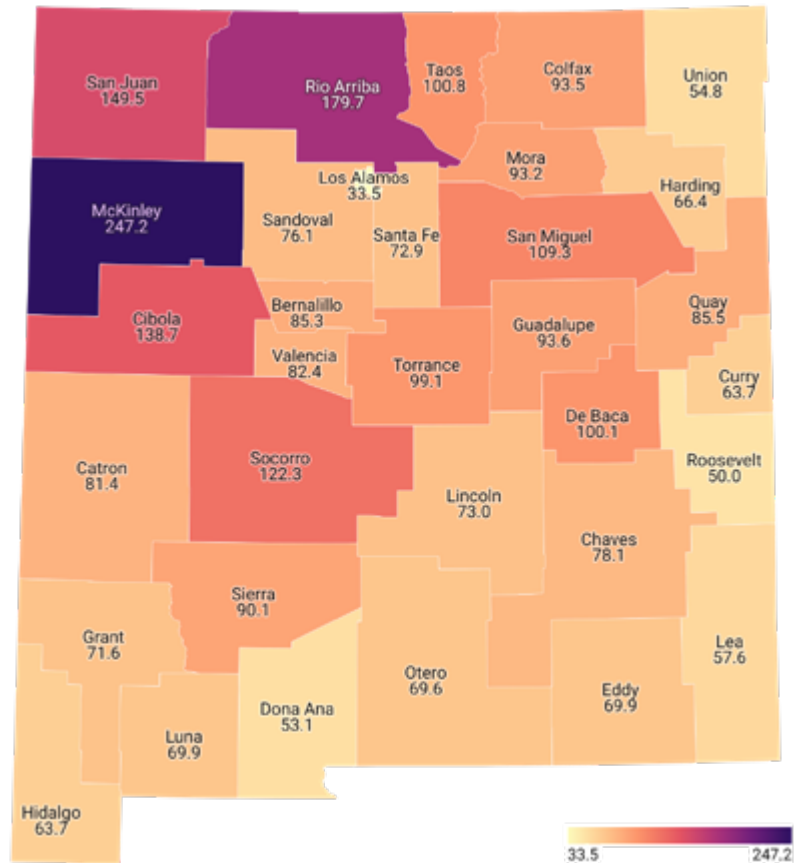 San Juan
149.5
Rio Arriba
179.7
Taos
100.8
Colfax
93.5
Union
54.8
McKinley
247.2
Los Alamos
33.5
Sandoval
76.1
Santa Fe
72.9
Mora
93.2
Harding
66.4
San Miguel
109.3
Cibola
138.7
Bernalillo
85.3
Valencia
82.4
Torrance
99.1
Guadalupe
93.6
Quay
85.5
Curry
63.7
De Baca
100.1
Roosevelt
50.0
Catron
81.4
Socorro
122.3
Lincoln
73.0
Chaves
78.1
Sierra
90.1
Grant
71.6
Otero
69.6
Lea
57.6
Eddy
69.9
Dona Ana
53.1
Luna
69.9
Hidalgo
63.7
33.5 247.2